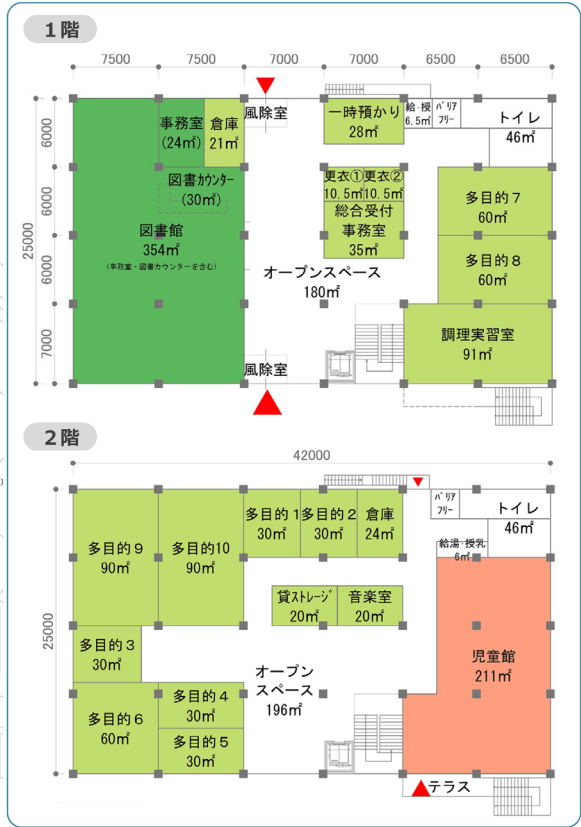 1階
7500
7500
7000
7000
6500
6500
25000
6000
6000
6000
7000
事務室
(24㎡)
倉庫
21㎡
風除室
一時預かり
28㎡
給・授
6.5㎡
バリア
フリー
トイレ
46㎡
図書カウンター
(30㎡)
図書館
354㎡
(事務室・図書カウンターを含む)
更衣①
10.5㎡
更衣②
10.5㎡
総合受付
事務室
35㎡
多目的7
60㎡
多目的8
60㎡
オープンスペース
180㎡
調理実習室
91㎡
風除室
2階
42000
25000
多目的9
90㎡
多目的10
90㎡
多目的1
30㎡
多目的2
30㎡
倉庫
24㎡
バリア
フリー
トイレ
46㎡
給湯・授乳
6㎡
貸ストレージ
20㎡
音楽室
20㎡
多目的3
30㎡
オープン
スペース
196㎡
児童館
211㎡
多目的6
60㎡
多目的4
30㎡
多目的5
30㎡
テラス